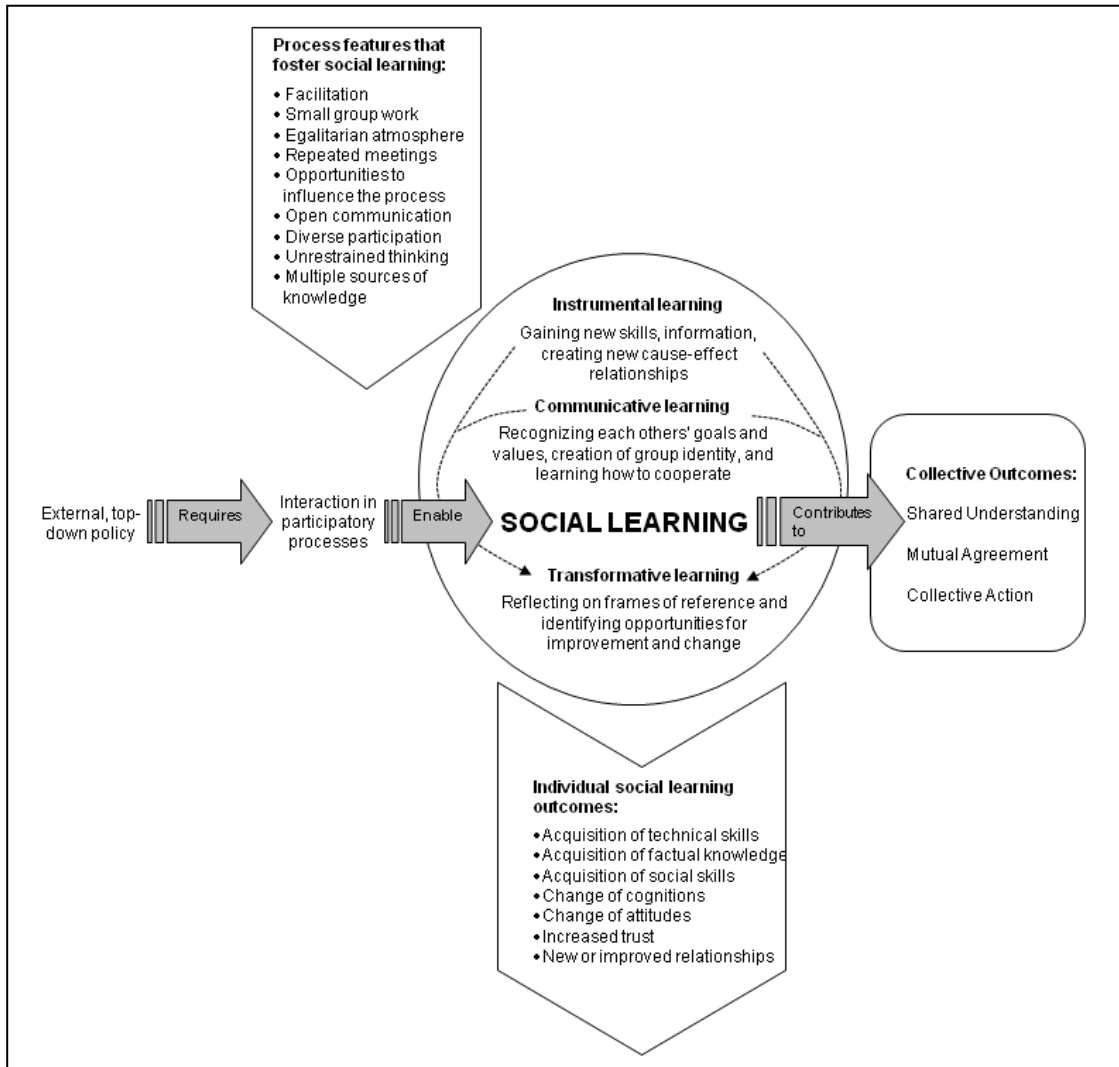 Process features that
foster social learning:
• Facilitation
• Small group work
• Egalitarian atmosphere
• Repeated meetings
• Opportunities to
influence the process
• Open communication
• Diverse participation
• Unrestrained thinking
• Multiple sources of
knowledge
Instrumental learning
Gaining new skills, information,
creating new cause-effect
relationships
Communicative learning
Recognizing each others' goals and
values, creation of group identity, and
learning how to cooperate
External, top-
down policy
Requires
Interaction in
participatory
processes
Enable
SOCIAL LEARNING
Contributes
to
Collective Outcomes:
Shared Understanding
Mutual Agreement
Collective Action
Transformative learning
Reflecting on frames of reference and
identifying opportunities for
improvement and change
Individual social learning
outcomes:
• Acquisition of technical skills
• Acquisition of factual knowledge
• Acquisition of social skills
• Change of cognitions
• Change of attitudes
• Increased trust
• New or improved relationships